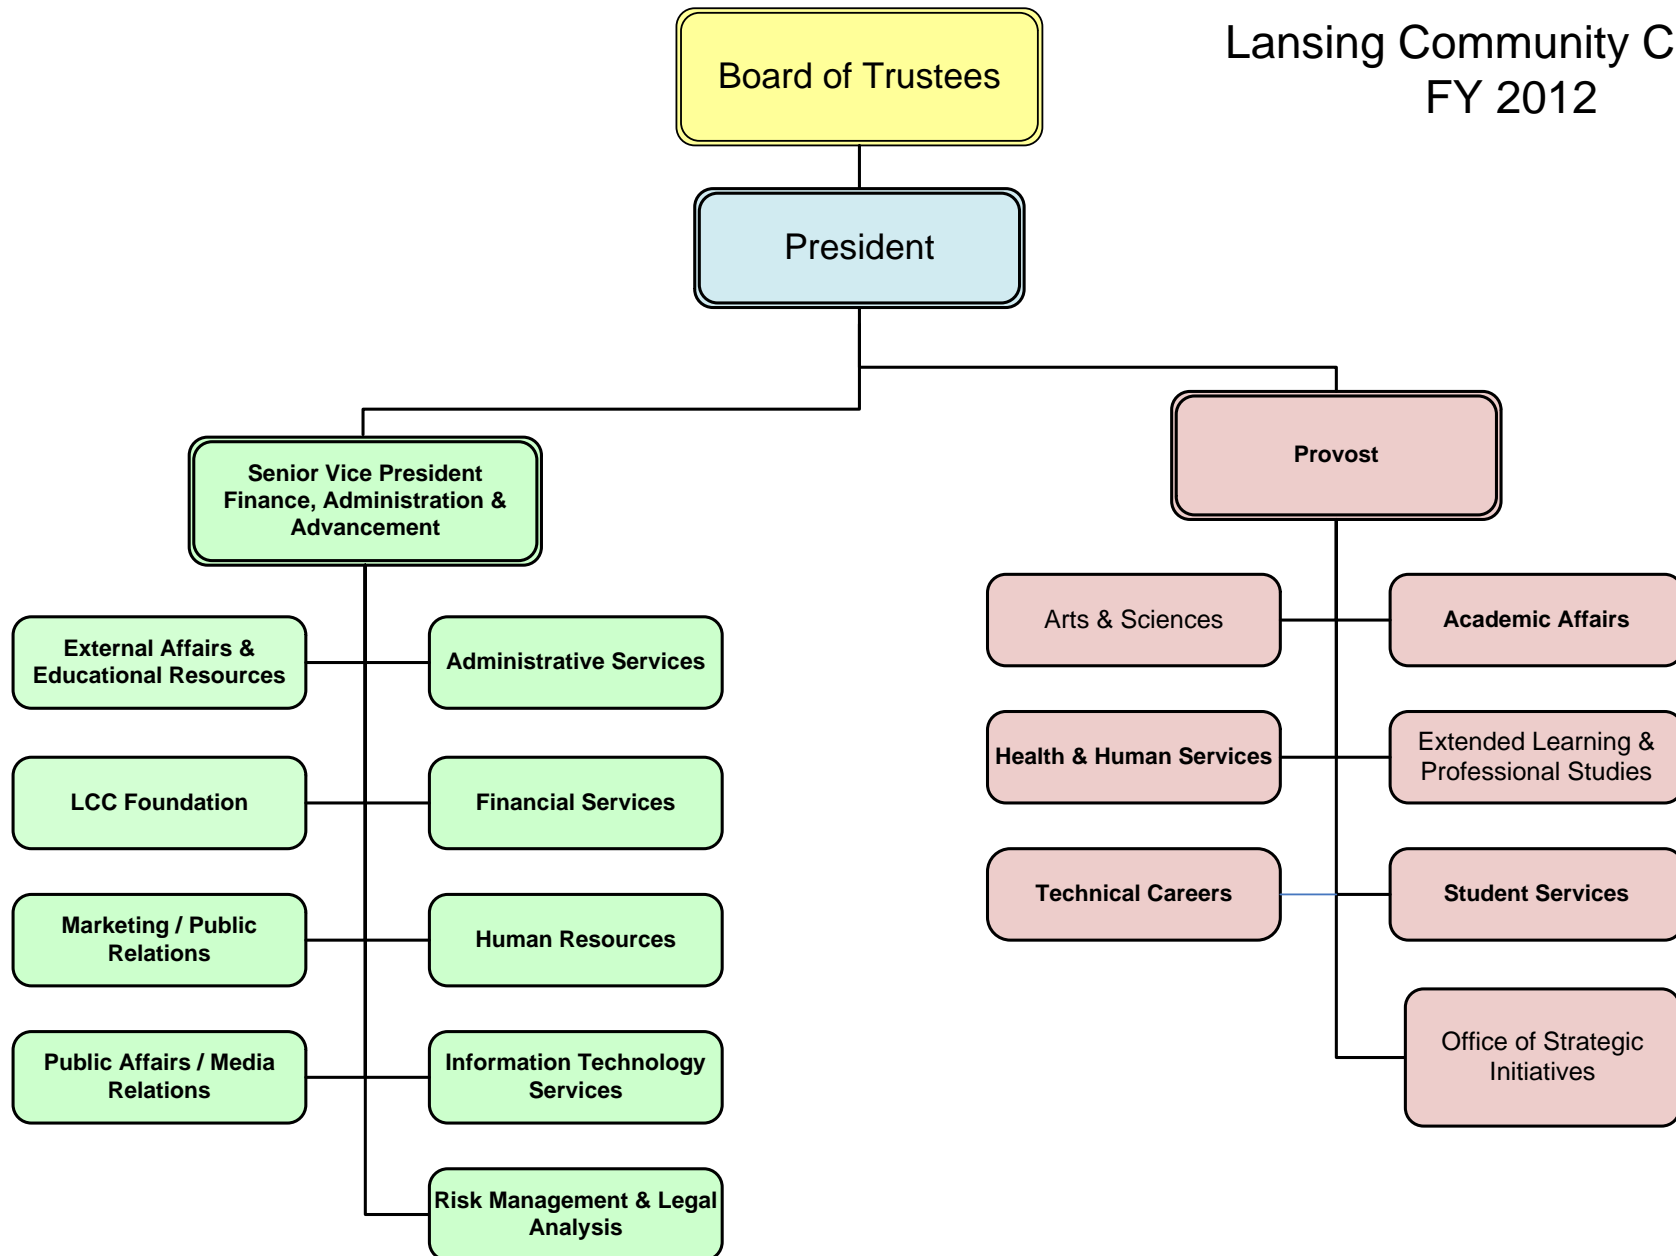 Lansing Community C
FY 2012
Board of Trustees
President
Senior Vice President
Finance, Administration &
Advancement
Provost
External Affairs &
Educational Resources
Administrative Services
LCC Foundation
Financial Services
Marketing / Public
Relations
Human Resources
Public Affairs / Media
Relations
Information Technology
Services
Risk Management & Legal
Analysis
Arts & Sciences
Academic Affairs
Health & Human Services
Extended Learning &
Professional Studies
Technical Careers
Student Services
Office of Strategic
Initiatives